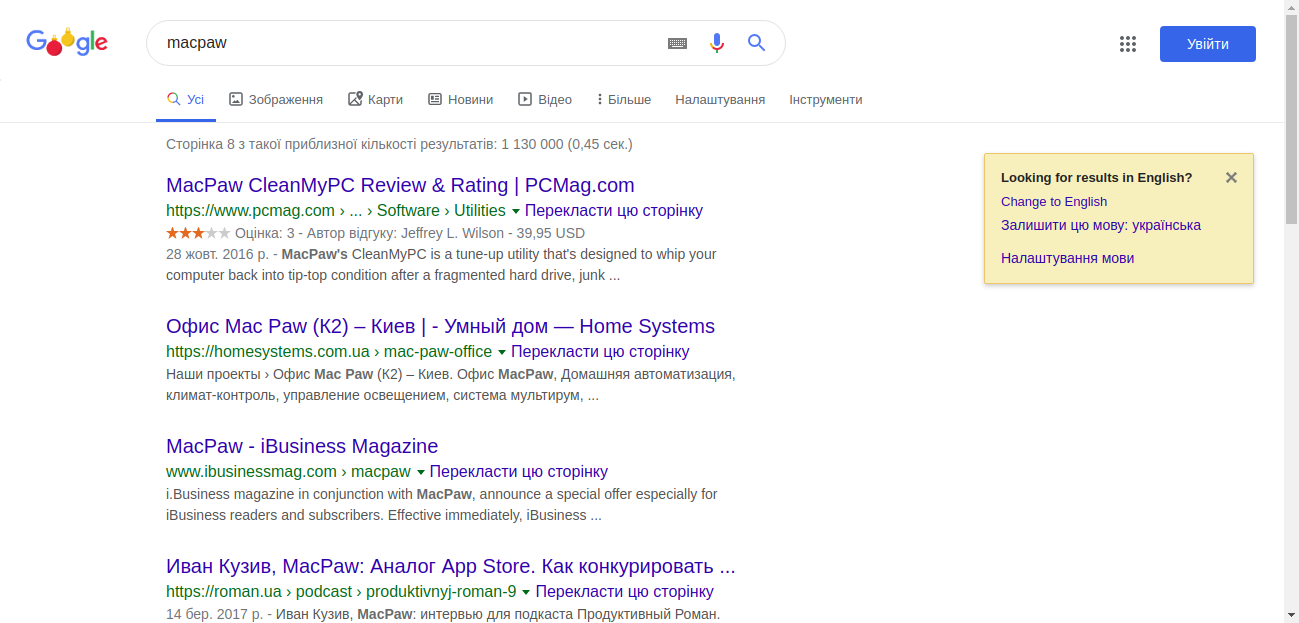 Google
macpaw
Увійти
Усі Зображення Карти Новини Відео Більше Налаштування Інструменти
Сторінка 8 з такої приблизної кількості результатів: 1 130 000 (0,45 сек.)
MacPaw CleanMyPC Review & Rating | PCMag.com
https://www.pcmag.com › ... › Software › Utilities Перекласти цю сторінку
Оцінка: 3 - Автор відгуку: Jeffrey L. Wilson - 39,95 USD
28 жовт. 2016 р. - MacPaw's CleanMyPC is a tune-up utility that's designed to whip your
computer back into tip-top condition after a fragmented hard drive, junk ...
Офис Mac Paw (К2) – Киев | - Умный дом — Home Systems
https://homesystems.com.ua › mac-paw-office Перекласти цю сторінку
Наши проекты › Офис Mac Paw (К2) – Киев. Офис MacPaw, Домашняя автоматизация,
климат-контроль, управление освещением, система мультирум, ...
MacPaw - iBusiness Magazine
www.ibusinessmag.com › macpaw Перекласти цю сторінку
i.Business magazine in conjunction with MacPaw, announce a special offer especially for
iBusiness readers and subscribers. Effective immediately, iBusiness ...
Иван Кузив, MacPaw: Аналог App Store. Как конкурировать ...
https://roman.ua › podcast › produktivnyj-roman-9 Перекласти цю сторінку
14 бер. 2017 р. - Иван Кузив, MacPaw: интервью для подкаста Продуктивный Роман.
Looking for results in English?
Change to English
Залишити цю мову: українська
Налаштування мови